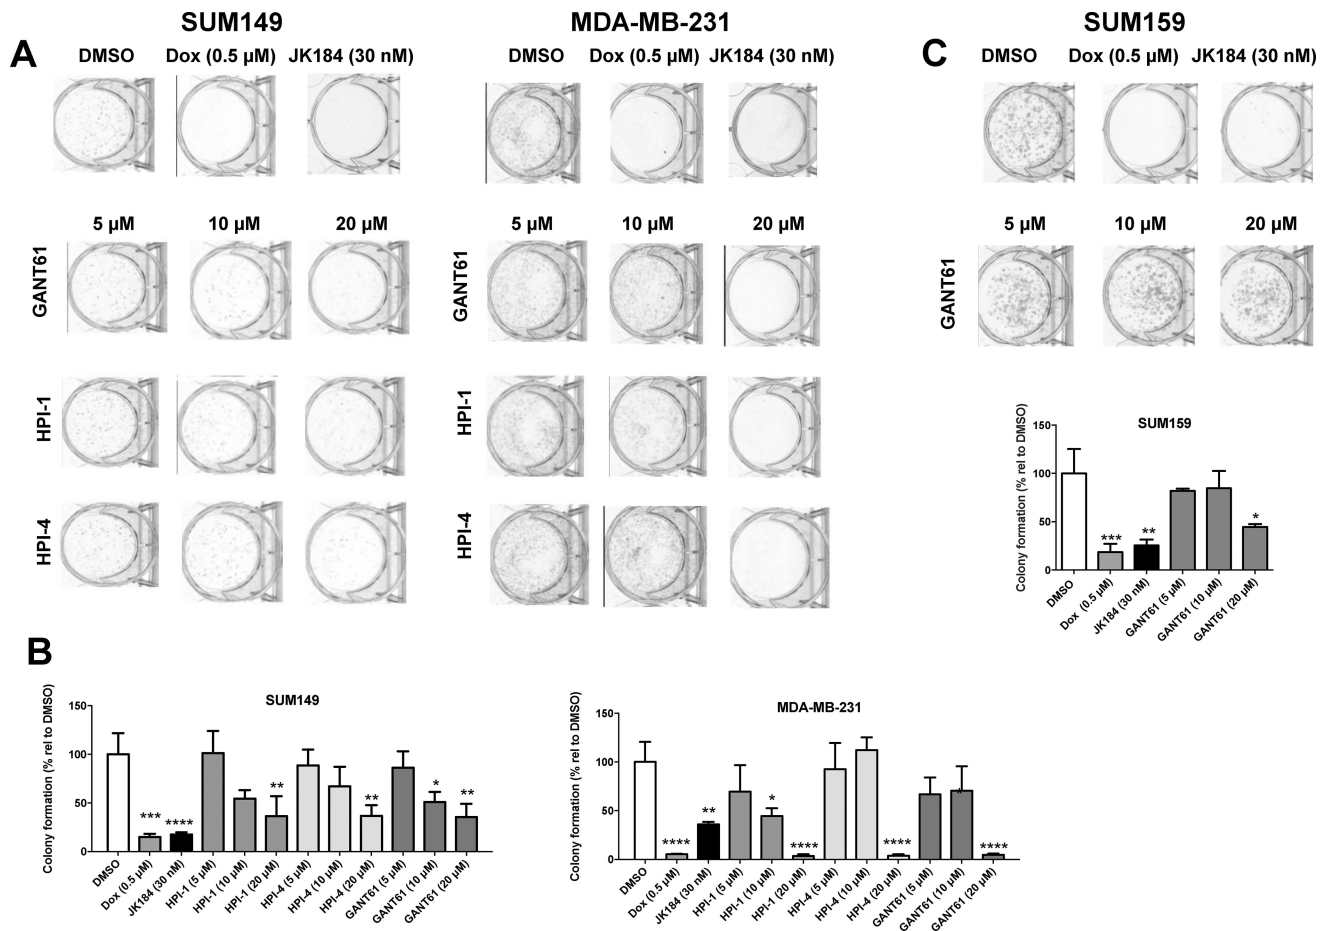 SUM149
MDA-MB-231
SUM159
A
DMSO
Dox (0.5 µM)
JK184 (30 nM)
DMSO
Dox (0.5 µM)
JK184 (30 nM)
C
DMSO
Dox (0.5 µM)
JK184 (30 nM)
5 µM
10 µM
20 µM
5 µM
10 µM
20 µM
5 µM
10 µM
20 µM
GANT61
GANT61
GANT61
HPI-1
HPI-1
HPI-4
HPI-4
SUM159
Colony formation (% rel to DMSO)
150
100
50
0
***
**
*
DMSO
Dox (0.5 µM)
JK184 (30 nM)
GANT61 (5 µM)
GANT61 (10 µM)
GANT61 (20 µM)
B
SUM149
Colony formation (% rel to DMSO)
150
100
50
0
***
****
**
**
*
**
DMSO
Dox (0.5 µM)
JK184 (30 nM)
HPI-1 (5 µM)
HPI-1 (10 µM)
HPI-1 (20 µM)
HPI-4 (5 µM)
HPI-4 (10 µM)
HPI-4 (20 µM)
GANT61 (5 µM)
GANT61 (10 µM)
GANT61 (20 µM)
MDA-MB-231
Colony formation (% rel to DMSO)
150
100
50
0
****
**
*
****
****
*
****
DMSO
Dox (0.5 µM)
JK184 (30 nM)
HPI-1 (5 µM)
HPI-1 (10 µM)
HPI-1 (20 µM)
HPI-4 (5 µM)
HPI-4 (10 µM)
HPI-4 (20 µM)
GANT61 (5 µM)
GANT61 (10 µM)
GANT61 (20 µM)